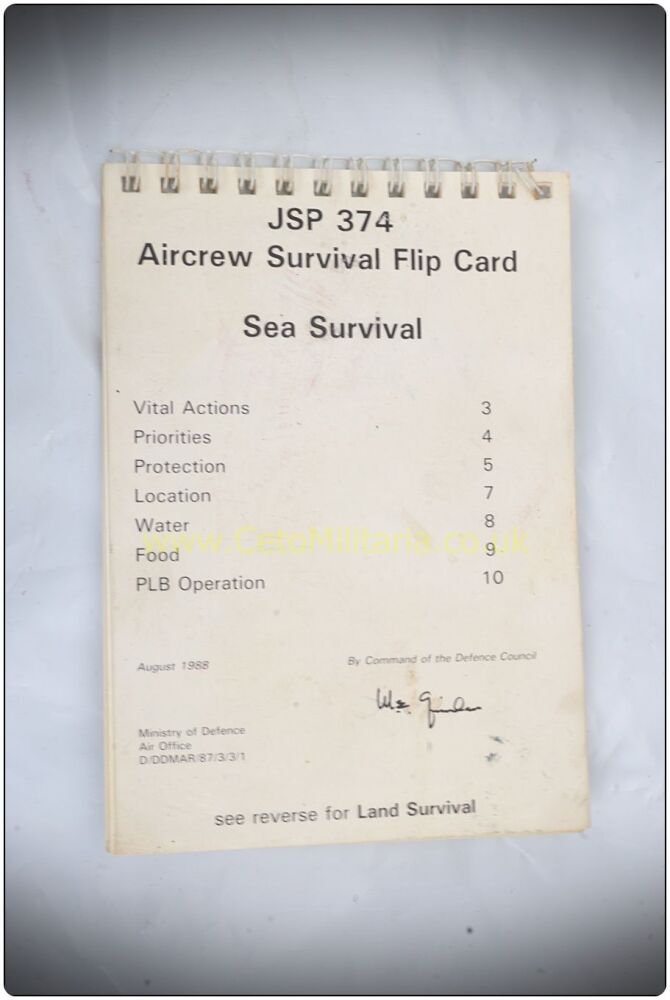 JSP 374
Aircrew Survival Flip Card
Sea Survival
Vital Actions 3
Priorities 4
Protection 5
Location 7
Water 8
www.CetoMilitaria.co.uk
Food 9
PLB Operation 10
August 1988
By Command of the Defence Council
Ministry of Defence
Air Office
D/DDMAR/87/3/3/1
see reverse for Land Survival